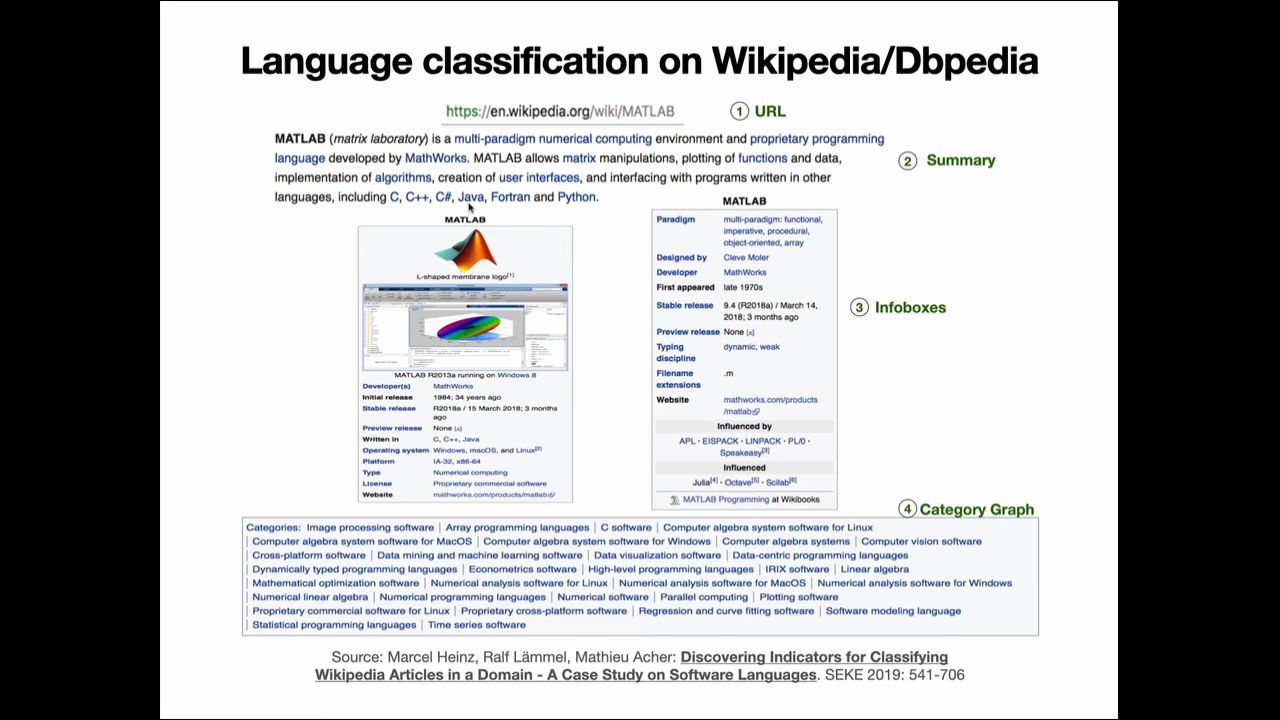 Language classification on Wikipedia/Dbpedia
https://en.wikipedia.org/wiki/MATLAB
1 URL
MATLAB (matrix laboratory) is a multi-paradigm numerical computing environment and proprietary programming
language developed by MathWorks. MATLAB allows matrix manipulations, plotting of functions and data,
implementation of algorithms, creation of user interfaces, and interfacing with programs written in other
languages, including C, C++, C#, Java, Fortran and Python.
2 Summary
MATLAB
L-shaped membrane logo[1]
MATLAB R2013a running on Windows 8
Developer(s) MathWorks
Initial release 1984; 34 years ago
Stable release R2018a / 15 March 2018; 3 months
ago
Preview release None [±]
Written in C, C++, Java
Operating system Windows, macOS, and Linux[2]
Platform IA-32, x86-64
Type Numerical computing
License Proprietary commercial software
Website mathworks.com/products/matlab
MATLAB
Paradigm multi-paradigm: functional,
imperative, procedural,
object-oriented, array
Designed by Cleve Moler
Developer MathWorks
First appeared late 1970s
Stable release 9.4 (R2018a) / March 14,
2018; 3 months ago
Preview release None [±]
Typing dynamic, weak
discipline
Filename .m
extensions
Website mathworks.com/products
/matlab
Influenced by
APL · EISPACK · LINPACK · PL/0 ·
Speakeasy[3]
Influenced
Julia[4] · Octave[5] · Scilab[6]
MATLAB Programming at Wikibooks
3 Infoboxes
4 Category Graph
Categories: Image processing software | Array programming languages | C software | Computer algebra system software for Linux
| Computer algebra system software for MacOS | Computer algebra system software for Windows | Computer algebra systems | Computer vision software
| Cross-platform software | Data mining and machine learning software | Data visualization software | Data-centric programming languages
| Dynamically typed programming languages | Econometrics software | High-level programming languages | IRIX software | Linear algebra
| Mathematical optimization software | Numerical analysis software for Linux | Numerical analysis software for MacOS | Numerical analysis software for Windows
| Numerical linear algebra | Numerical programming languages | Numerical software | Parallel computing | Plotting software
| Proprietary commercial software for Linux | Proprietary cross-platform software | Regression and curve fitting software | Software modeling language
| Statistical programming languages | Time series software
Source: Marcel Heinz, Ralf Lämmel, Mathieu Acher: Discovering Indicators for Classifying
Wikipedia Articles in a Domain - A Case Study on Software Languages. SEKE 2019: 541-706